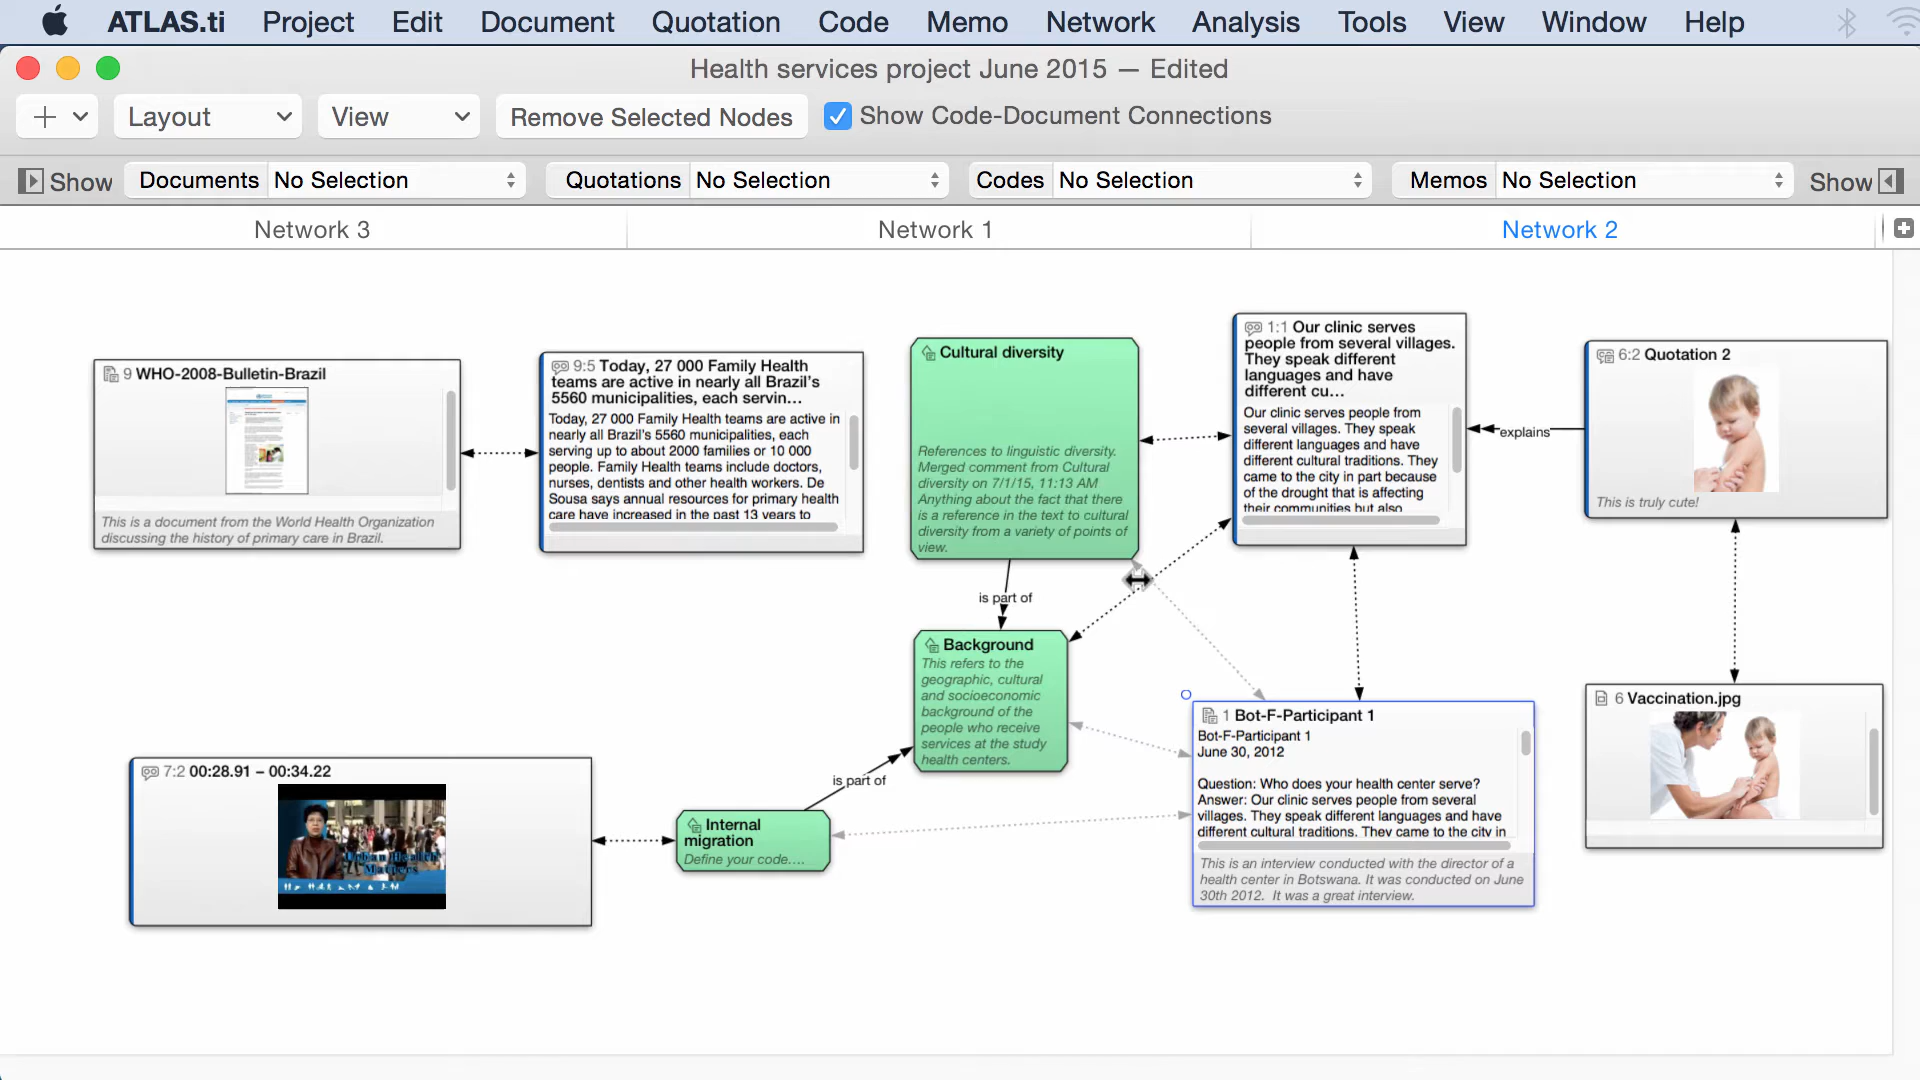 ATLAS.ti Project Edit Document Quotation Code Memo Network Analysis Tools View Window Help
Health services project June 2015 — Edited
Layout View Remove Selected Nodes Show Code-Document Connections
Show Documents No Selection Quotations No Selection Codes No Selection Memos No Selection Show
Network 3 Network 1 Network 2
9 WHO-2008-Bulletin-Brazil
This is a document from the World Health Organization
discussing the history of primary care in Brazil.
9:5 Today, 27 000 Family Health
teams are active in nearly all Brazil's
5560 municipalities, each servin...
Today, 27 000 Family Health teams are active in
nearly all Brazil's 5560 municipalities, each
serving up to about 2000 families or 10 000
people. Family Health teams include doctors,
nurses, dentists and other health workers. De
Sousa says annual resources for primary health
care have increased in the past 13 years to
Cultural diversity
References to linguistic diversity.
Merged comment from Cultural
diversity on 7/1/15, 11:13 AM
Anything about the fact that there
is a reference in the text to cultural
diversity from a variety of points of
view.
1:1 Our clinic serves
people from several villages.
They speak different
languages and have
different cu...
Our clinic serves people from
several villages. They speak
different languages and have
different cultural traditions. They
came to the city in part because
of the drought that is affecting
their communities but also
explains
6:2 Quotation 2
This is truly cute!
is part of
Background
This refers to the
geographic, cultural
and socioeconomic
background of the
people who receive
services at the study
health centers.
is part of
Internal
migration
Define your code....
7:2 00:28.91 – 00:34.22
Urban Health
Matters
1 Bot-F-Participant 1
Bot-F-Participant 1
June 30, 2012
Question: Who does your health center serve?
Answer: Our clinic serves people from several
villages. They speak different languages and have
different cultural traditions. They came to the city in
This is an interview conducted with the director of a
health center in Botswana. It was conducted on June
30th 2012. It was a great interview.
6 Vaccination.jpg